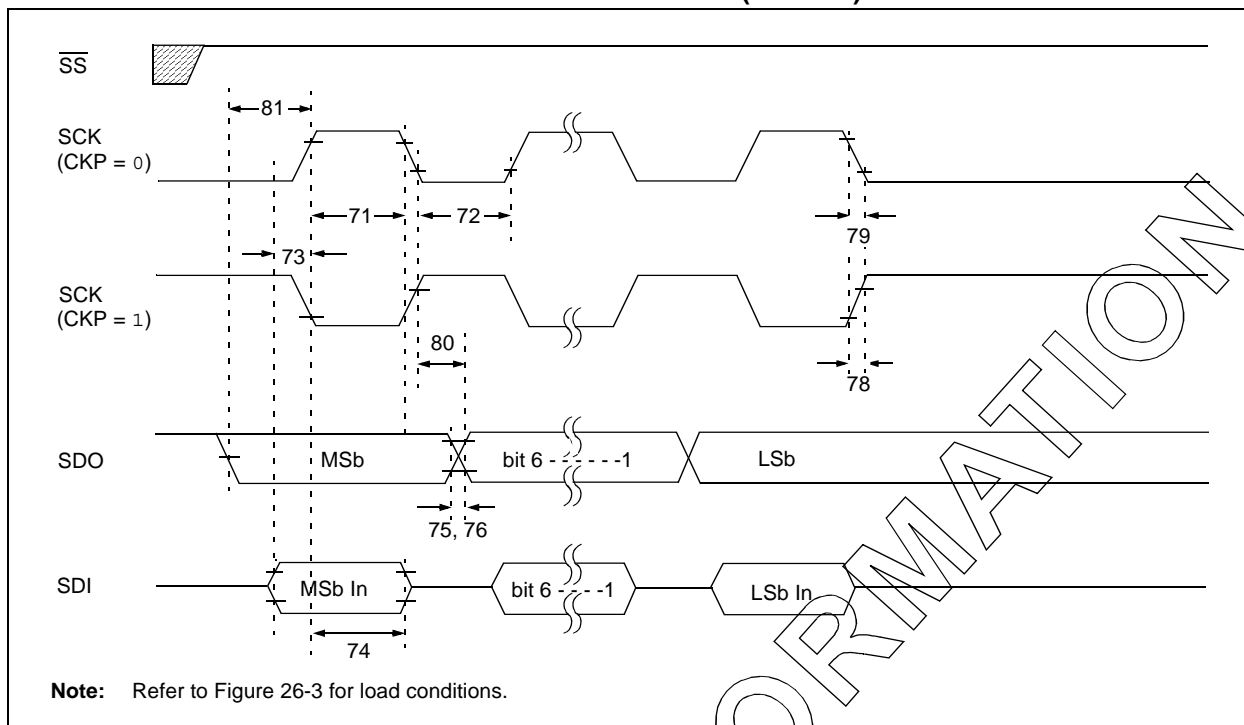 SS
81
SCK
(CKP = 0)
71
72
79
73
SCK
(CKP = 1)
80
78
SDO
MSb
bit 6 - - - - - -1
LSb
75, 76
SDI
MSb In
bit 6 - - - -1
LSb In
74
Note: Refer to Figure 26-3 for load conditions.
ORMATION